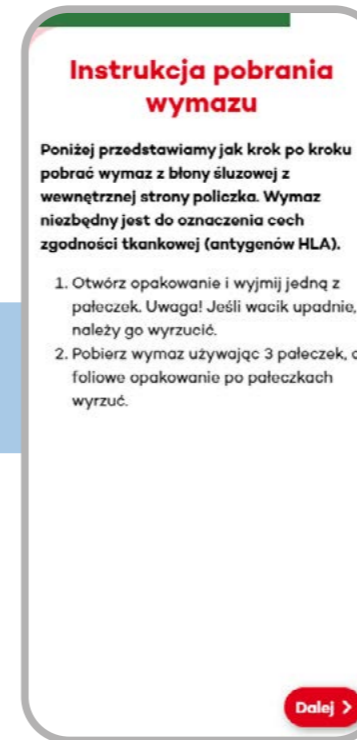 Instrukcja pobrania
wymazu
Poniżej przedstawiamy jak krok po kroku
pobrać wymaz z błony śluzowej z
wewnętrznej strony policzka. Wymaz
niezbędny jest do oznaczenia cech
zgodności tkankowej (antygenów HLA).
1. Otwórz opakowanie i wyjmij jedną z
pałeczek. Uwaga! Jeśli wacik upadnie,
należy go wyrzucić.
2. Pobierz wymaz używając 3 pałeczek, a
foliowe opakowanie po pałeczkach
wyrzuć.
Dalej >